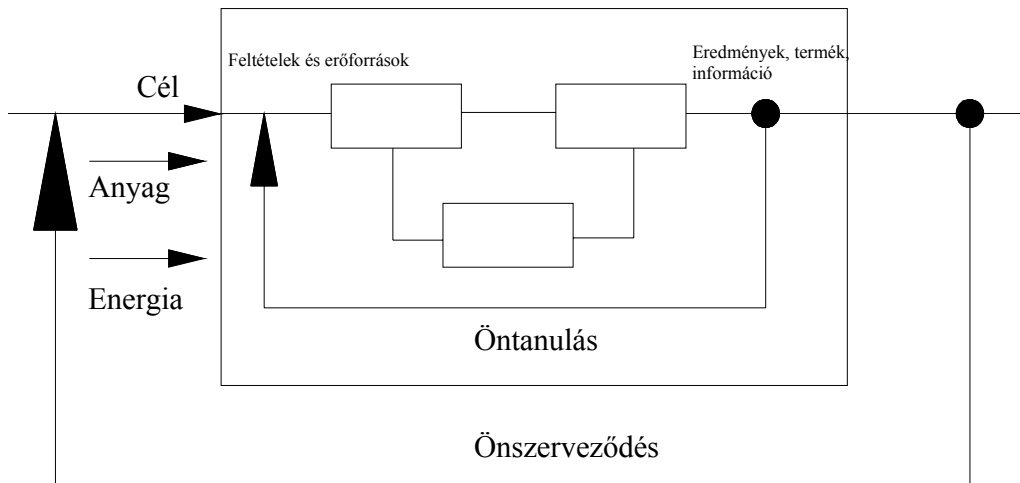 Feltételek és erőforrások
Eredmények, termék,
információ
Cél
Anyag
Energia
Öntanulás
Önszerveződés